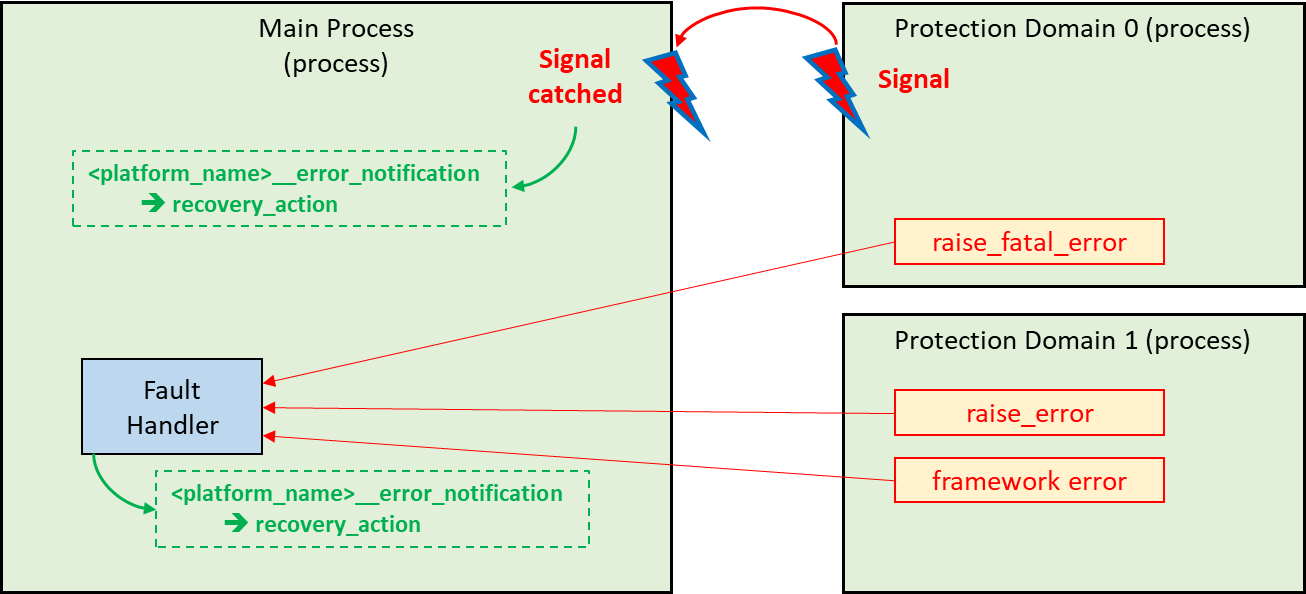 Main Process
(process)
Signal
catched
<platform_name>__error_notification
➔ recovery_action
Fault
Handler
<platform_name>__error_notification
➔ recovery_action
Protection Domain 0 (process)
Signal
raise_fatal_error
Protection Domain 1 (process)
raise_error
framework error